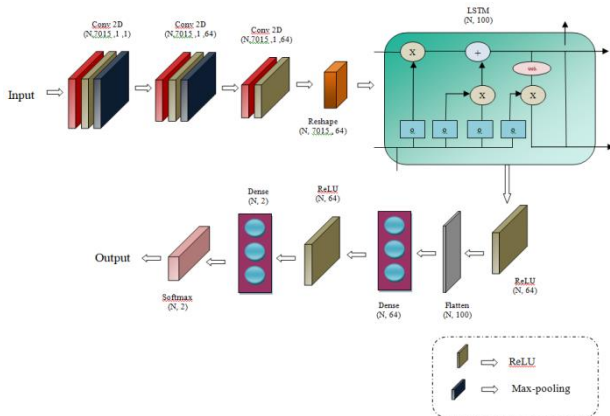 Conv 2D
(N,7015 ,1 ,1)
Conv 2D
(N,7015 ,1 ,64)
Conv 2D
(N,7015 ,1 ,64)
LSTM
(N, 100)
Input
Reshape
(N, 7015 , 64)
X
+
X
X
Dense
(N, 2)
ReLU
(N, 64)
Output
Softmax
(N, 2)
Dense
(N, 64)
Flatten
(N, 100)
ReLU
(N, 64)
ReLU
Max-pooling